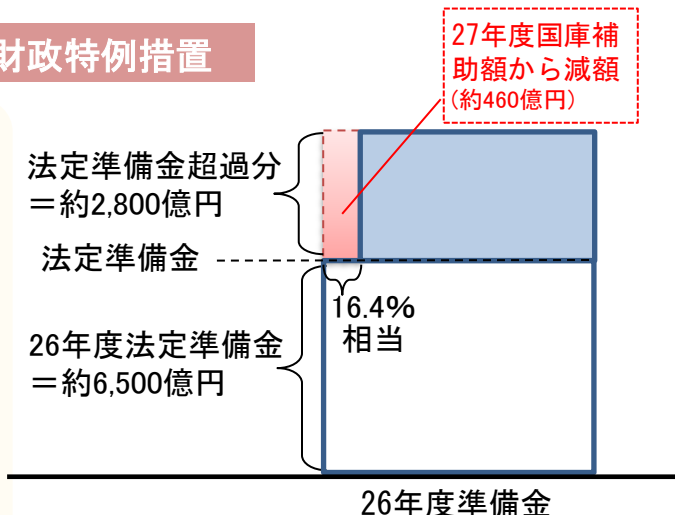 財政特例措置
27年度国庫補
助額から減額
(約460億円)
法定準備金超過分
＝約2,800億円
法定準備金
16.4%
相当
26年度法定準備金
＝約6,500億円
26年度準備金